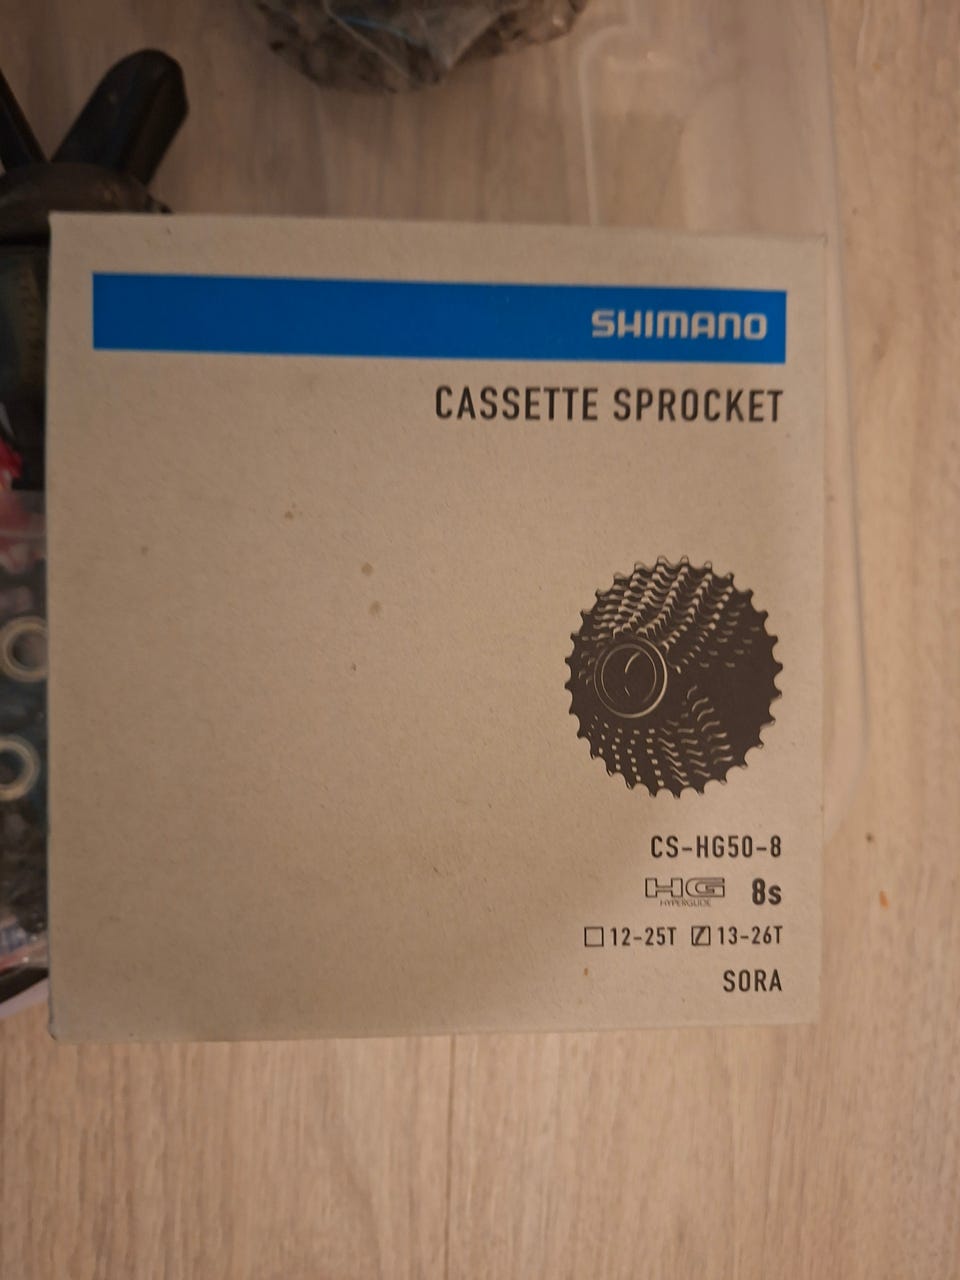 SHIMANO
CASSETTE SPROCKET
CS-HG50-8
HG 8s
HYPERGLIDE
12-25T 13-26T
SORA